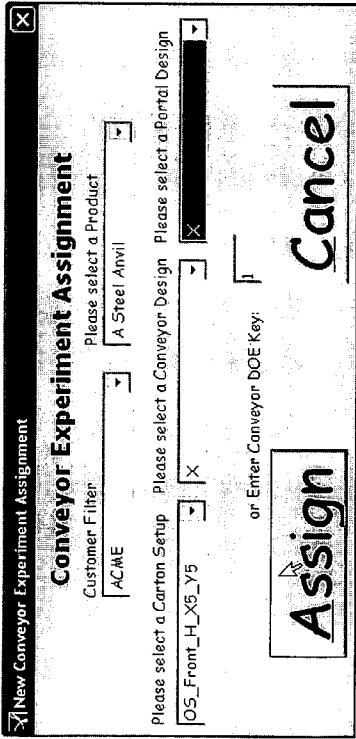 New Conveyor Experiment Assignment
Conveyor Experiment Assignment
Customer Filter Please select a Product
ACME A Steel Anvil
Please select a Carton Setup Please select a Conveyor Design Please select a Portal Design
OS_Front_H_X5_Y5 X X
or Enter Conveyor DOE Key: 1
Assign Cancel